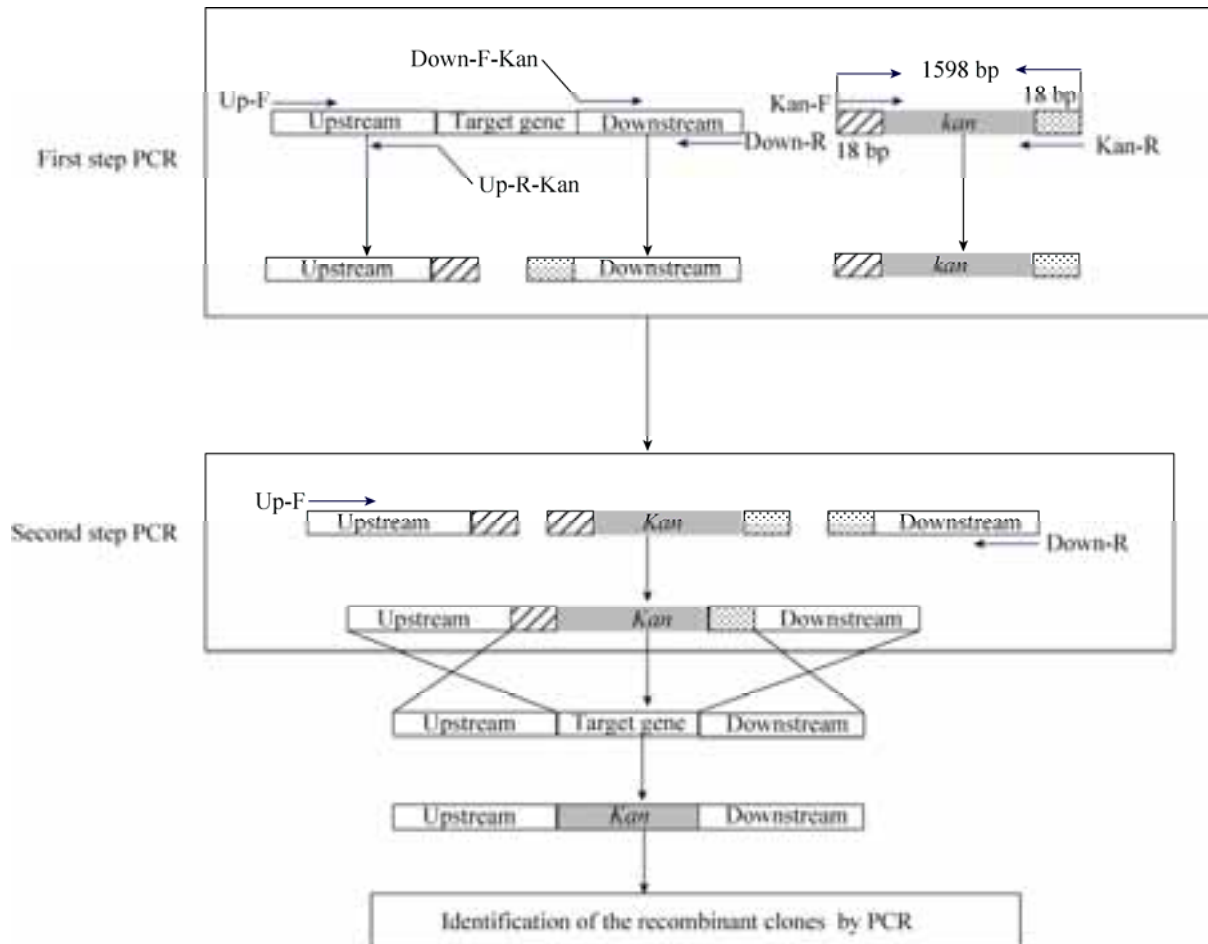 1598 bp
Down-F-Kan
Up-F
Kan-F
18 bp
Upstream
Target gene
Downstream
kan
First step PCR
Down-R
18 bp
Kan-R
Up-R-Kan
Upstream
Downstream
kan
Up-F
Upstream
Kan
Downstream
Second step PCR
Down-R
Upstream
Kan
Downstream
Upstream
Target gene
Downstream
Upstream
Kan
Downstream
Identification of the recombinant clones by PCR